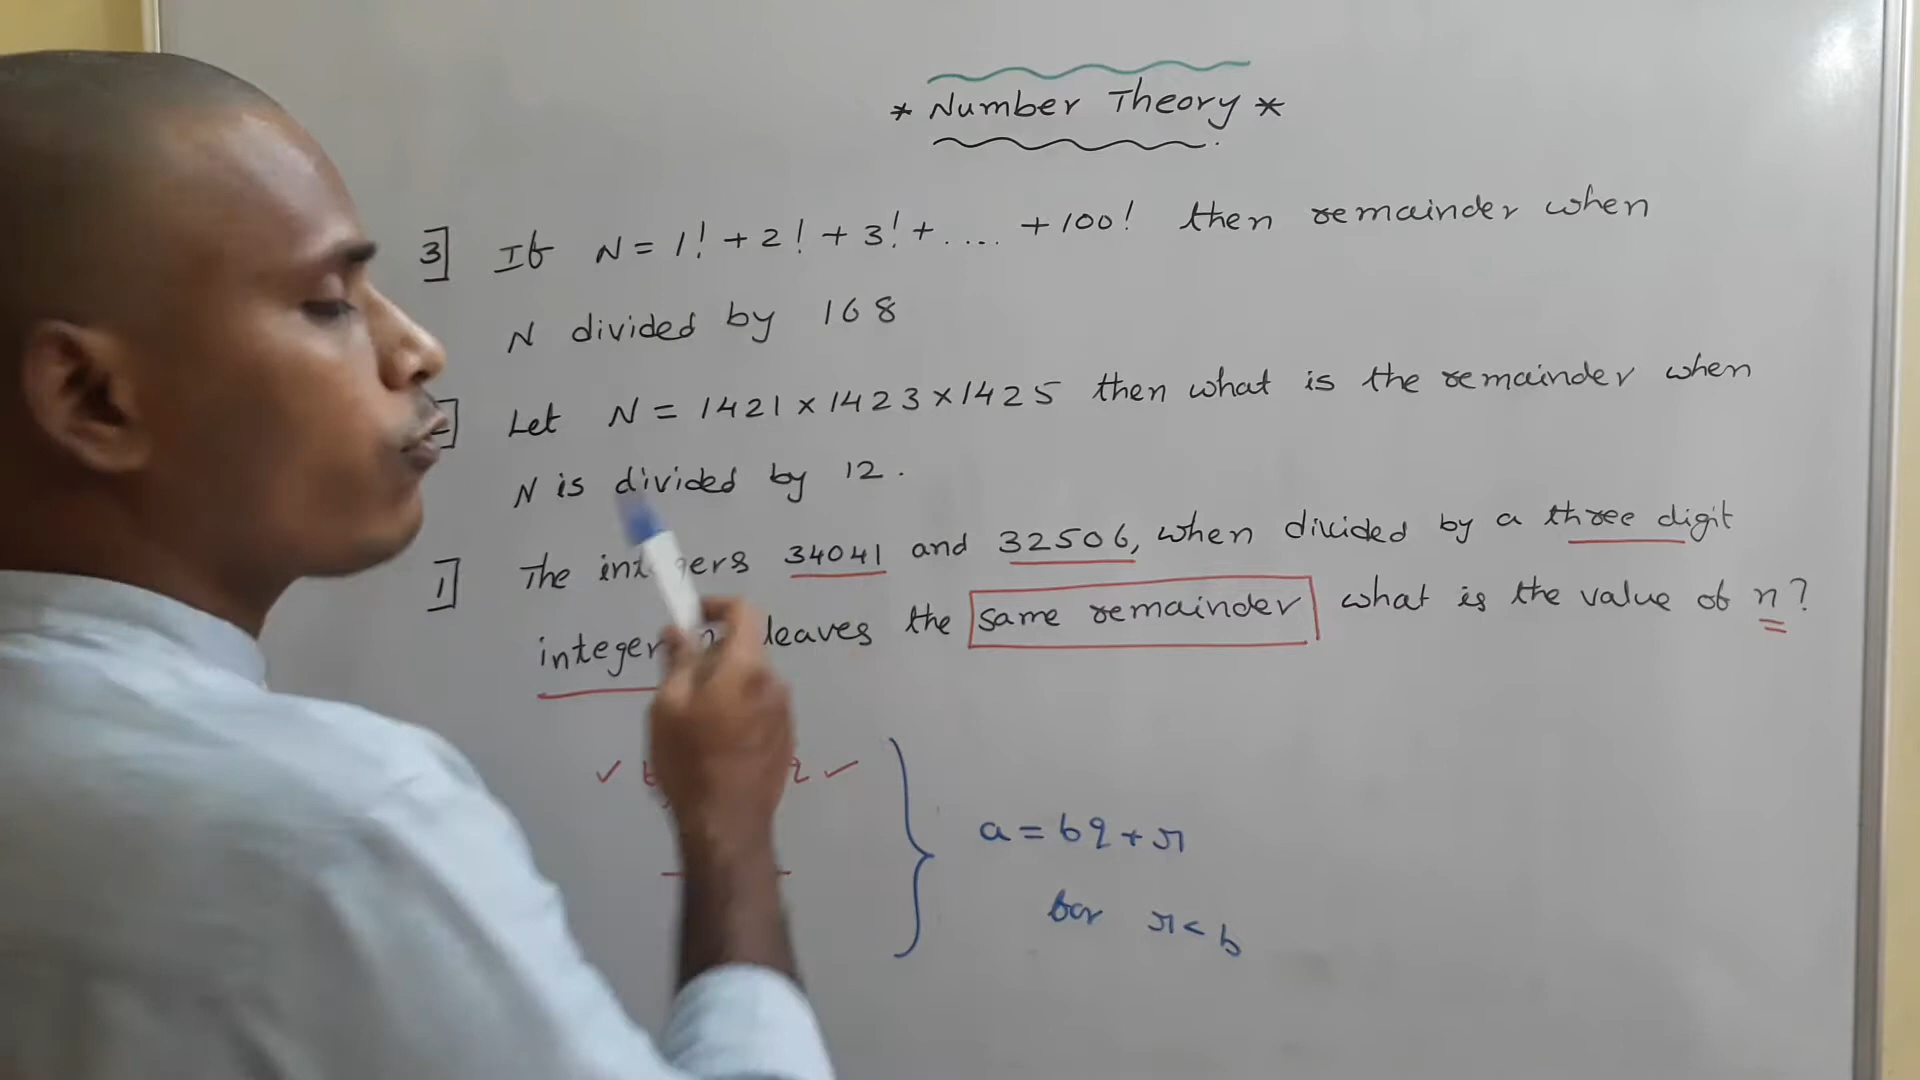 * Number Theory *
3] If N = 1! + 2! + 3! + .... + 100! then remainder when
N divided by 168
Let N = 1421 x 1423 x 1425 then what is the remainder when
N is divided by 12.
1] The integers 34041 and 32506, when divided by a three digit
integer leaves the same remainder what is the value of n?
a = bq + r
for r < b